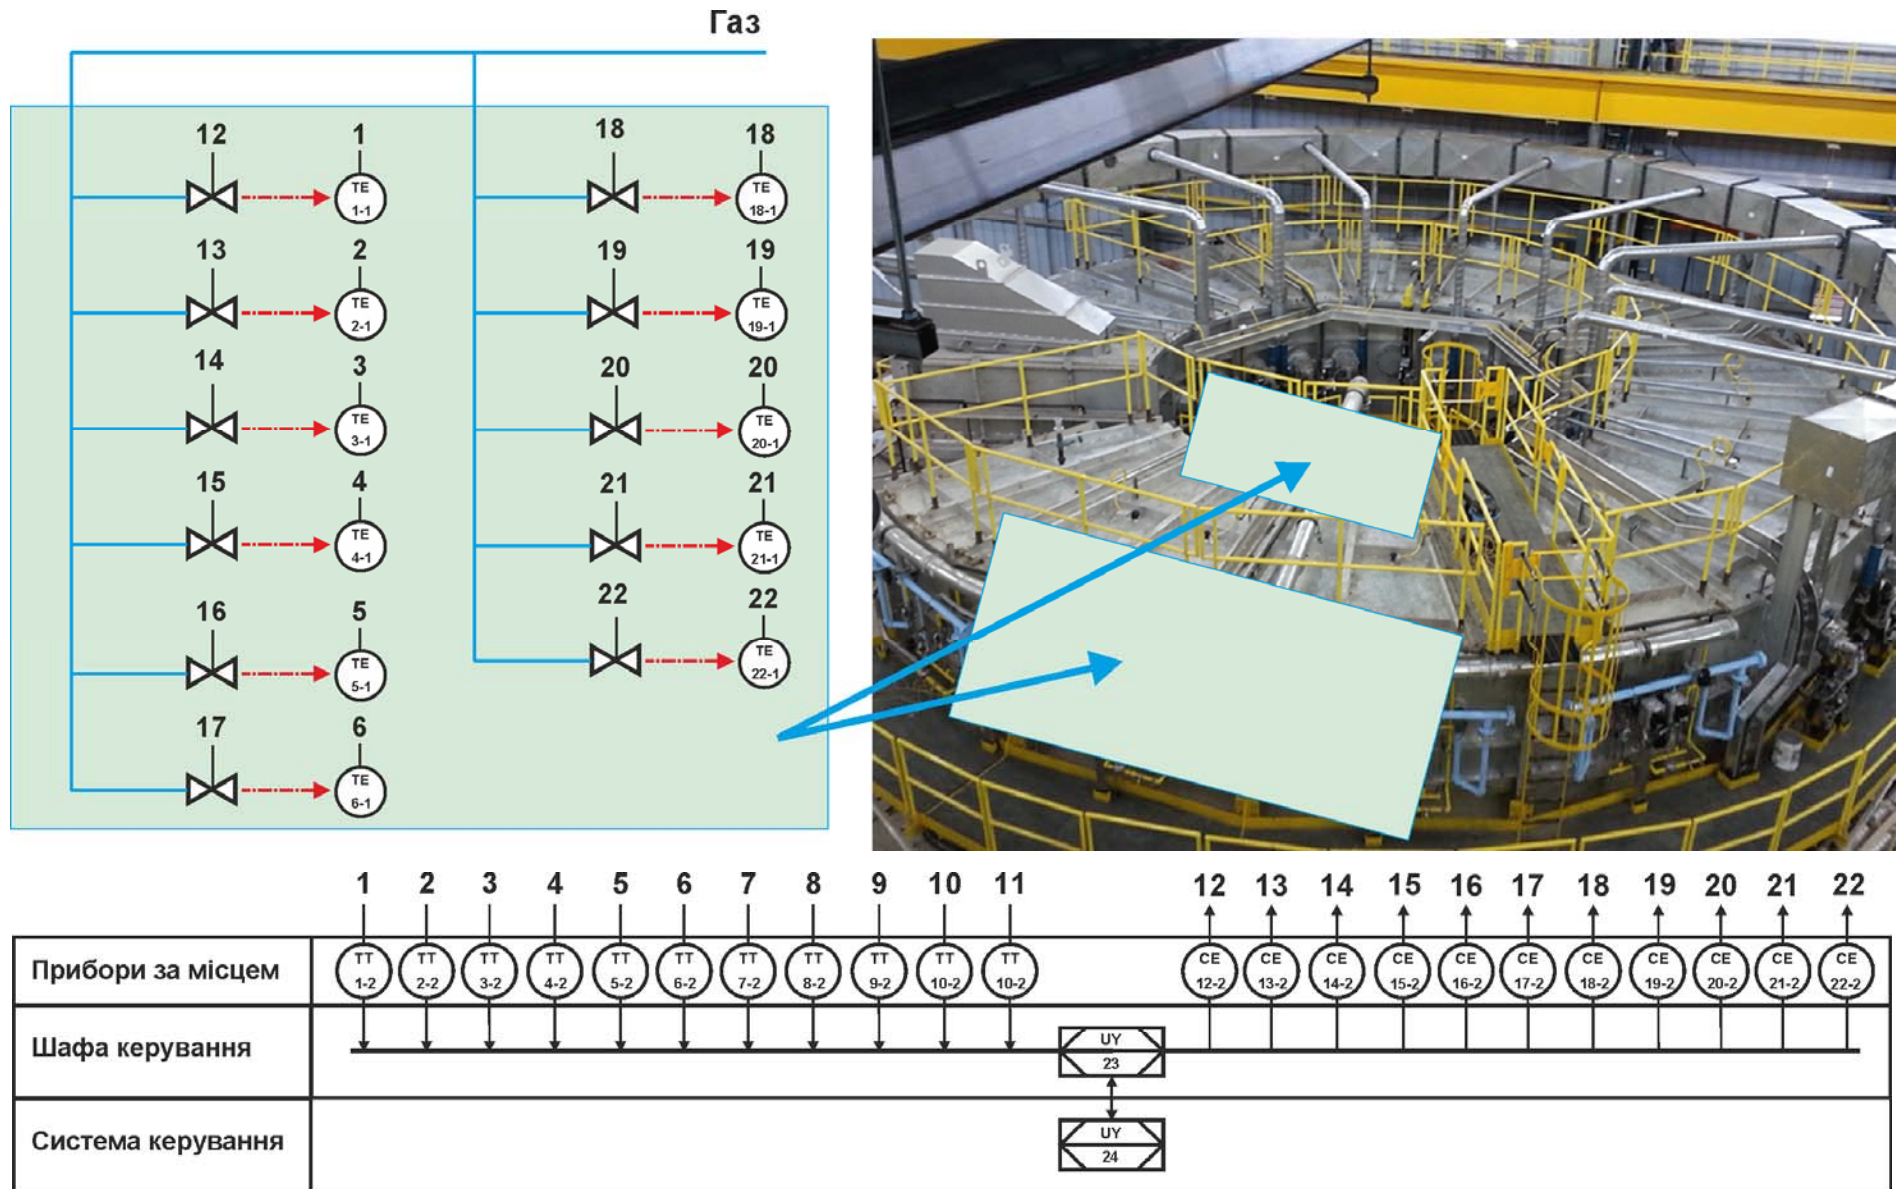 Газ
12 1 18 18
TE 1-1 TE 18-1
13 2 19 19
TE 2-1 TE 19-1
14 3 20 20
TE 3-1 TE 20-1
15 4 21 21
TE 4-1 TE 21-1
16 5 22 22
TE 5-1 TE 22-1
17 6
TE 6-1
1 2 3 4 5 6 7 8 9 10 11 12 13 14 15 16 17 18 19 20 21 22
Прибори за місцем
TT TT TT TT TT TT TT TT TT TT TT CE CE CE CE CE CE CE CE CE CE CE
1-2 2-2 3-2 4-2 5-2 6-2 7-2 8-2 9-2 10-2 10-2 12-2 13-2 14-2 15-2 16-2 17-2 18-2 19-2 20-2 21-2 22-2
Шафа керування
UY
23
Система керування
UY
24